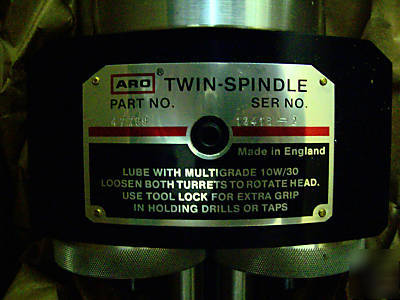 ARO ® TWIN-SPINDLE
PART NO. SER NO.
Made in England
LUBE WITH MULTIGRADE 10W/30
LOOSEN BOTH TURRETS TO ROTATE HEAD.
USE TOOL LOCK FOR EXTRA GRIP
IN HOLDING DRILLS OR TAPS